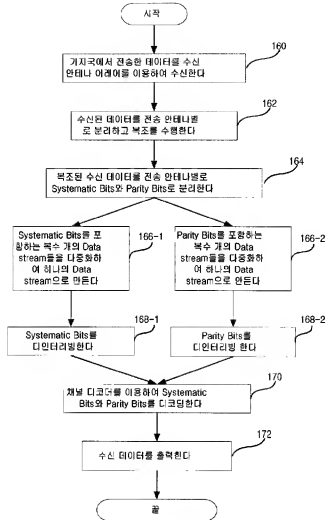 시작
기지국에서 전송한 데이터를 수신
안테나 어레이를 이용하여 수신한다
160
162
수신된 데이터를 전송 안테나별
로 분리하고 복조를 수행한다
164
복조된 수신 데이터를 전송 안테나별로
Systematic Bits와 Parity Bits로 분리한다
Systematic Bits를 포
함하는 복수 개의 Data
stream들을 다중화하
여 하나의 Data
stream으로 만든다
166-1
Parity Bits를 포함하는
복수 개의 Data
stream들을 다중화하
여 하나의 Data
stream으로 만든다
166-2
Systematic Bits를
디인터리빙한다
168-1
Parity Bits를
디인터리빙 한다
168-2
170
채널 디코더를 이용하여 Systematic
Bits와 Parity Bits를 디코딩한다
172
수신 데이터를 출력한다
끝